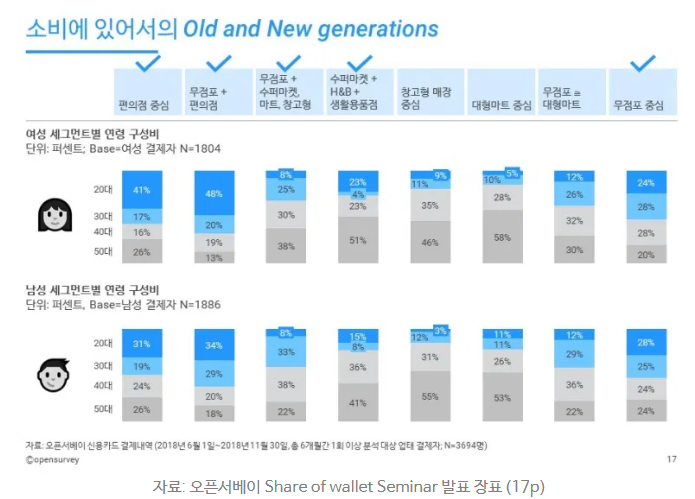 소비에 있어서의 Old and New generations
편의점 중심
무점포 +
편의점
무점포 +
수퍼마켓,
마트, 창고형
수퍼마켓 +
H&B +
생활용품점
창고형 매장
중심
대형마트 중심
무점포 ≅
대형마트
무점포 중심
여성 세그먼트별 연령 구성비
단위: 퍼센트; Base=여성 결제자 N=1804
20대 41% 48% 8% 25% 23% 4% 9% 11% 5% 10% 12% 26% 24%
30대 17% 20% 30% 23% 35% 28% 32% 28%
40대 16% 19% 28%
50대 26% 13% 38% 51% 46% 58% 30% 20%
남성 세그먼트별 연령 구성비
단위: 퍼센트, Base=남성 결제자 N=1886
20대 31% 34% 8% 33% 15% 8% 3% 12% 11% 11% 12% 29% 28%
30대 19% 29% 38% 36% 31% 26% 36% 25%
40대 24% 20% 24%
50대 26% 18% 22% 41% 55% 53% 22% 24%
자료: 오픈서베이 신용카드 결제내역 (2018년 6월 1일~2018년 11월 30일, 총 6개월간 1회 이상 분석 대상 업태 결제자; N=3694명)
©opensurvey 17
자료: 오픈서베이 Share of wallet Seminar 발표 장표 (17p)